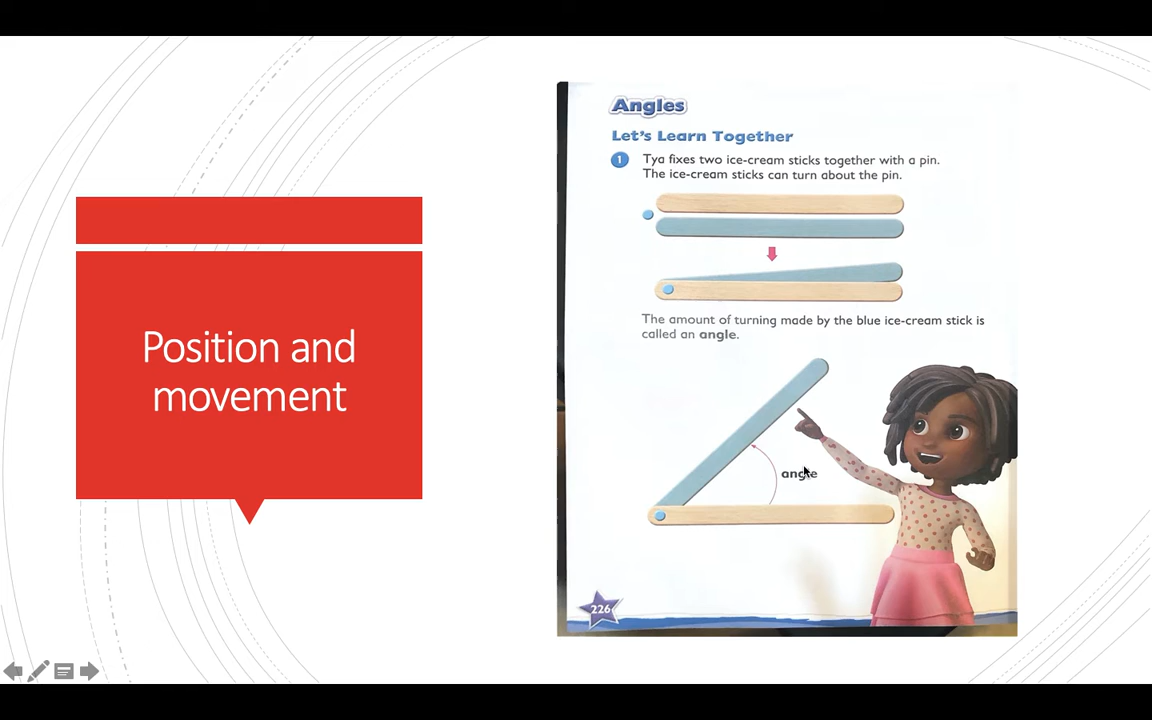 Position and
movement
Angles
Let's Learn Together
1 Tya fixes two ice-cream sticks together with a pin.
The ice-cream sticks can turn about the pin.
The amount of turning made by the blue ice-cream stick is
called an angle.
angle
226